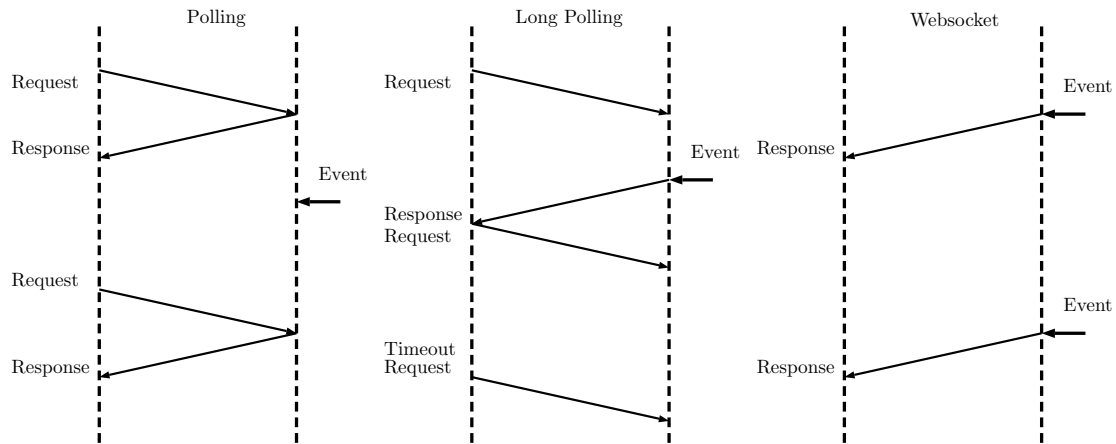 Polling
Request
Response
Event
Request
Response
Long Polling
Request
Event
Response
Request
Timeout
Request
Websocket
Event
Response
Event
Response